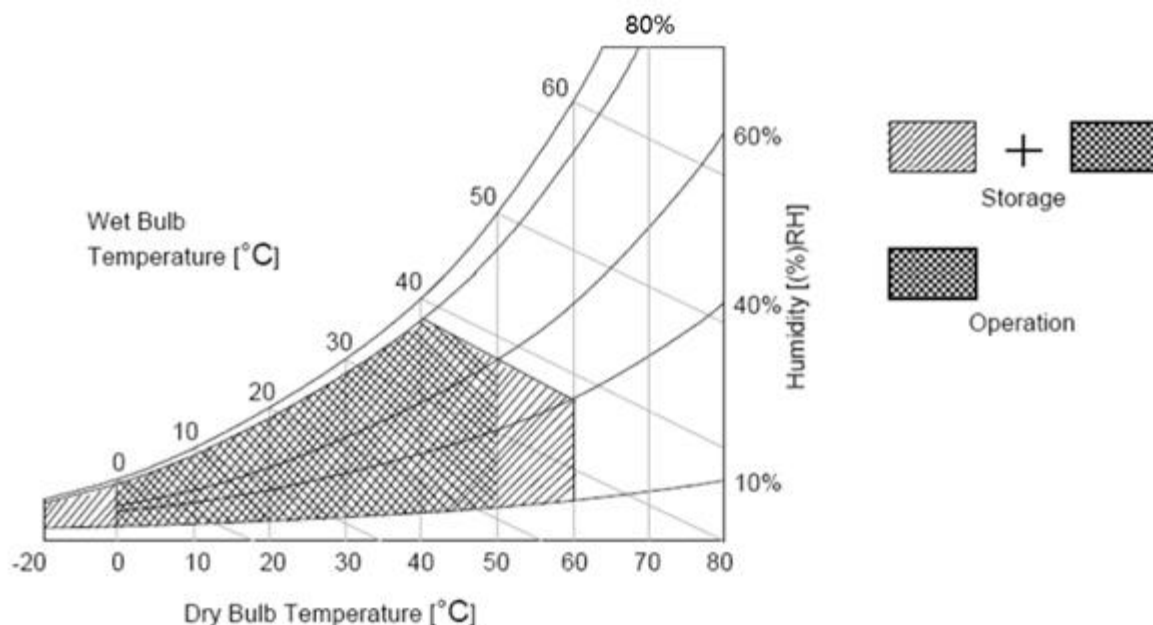 80%
60
60%
50
Storage
Wet Bulb
Temperature [°C]
40
40%
30
Humidity [(%)RH]
Operation
20
10
0
10%
-20 0 10 20 30 40 50 60 70 80
Dry Bulb Temperature [°C]